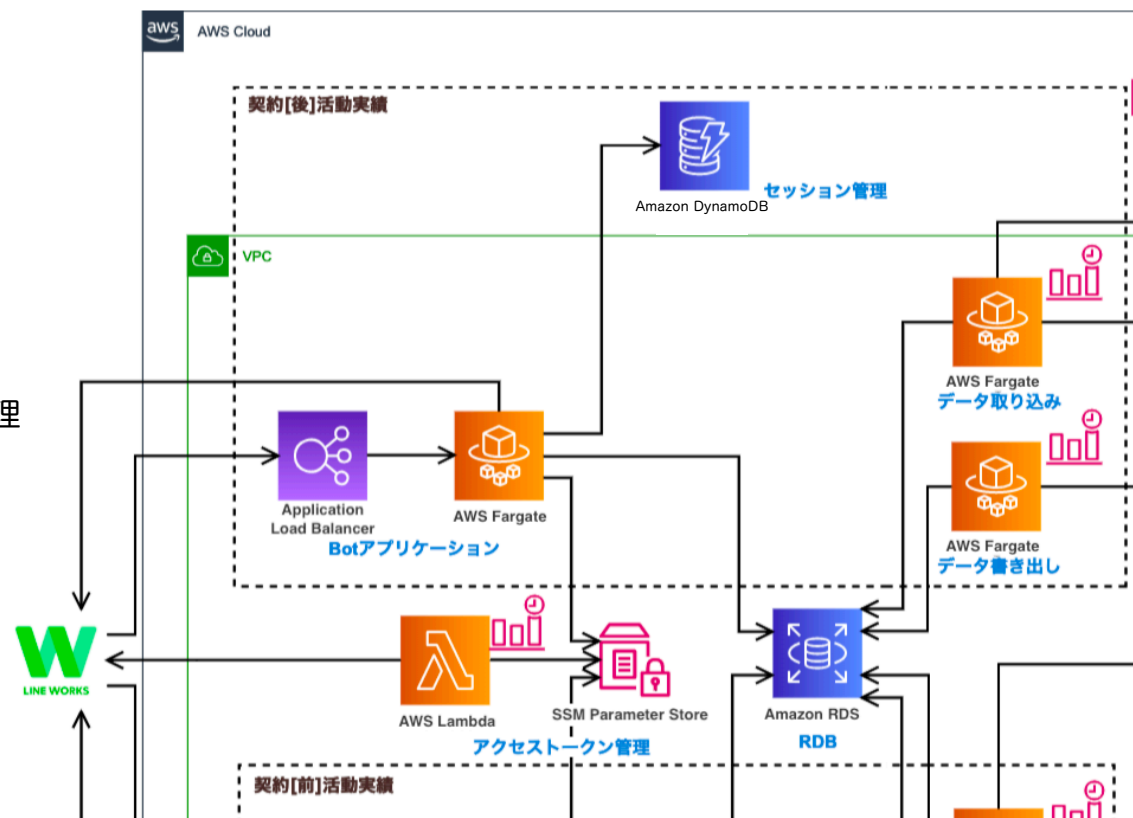 aws
AWS Cloud
契約[後]活動実績
Amazon DynamoDB
セッション管理
VPC
AWS Fargate
データ取り込み
理
Application
Load Balancer
AWS Fargate
Botアプリケーション
AWS Fargate
データ書き出し
LINE WORKS
AWS Lambda
SSM Parameter Store
アクセストークン管理
Amazon RDS
RDB
契約[前]活動実績